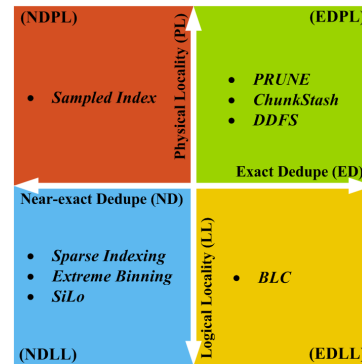 (NDPL)
(EDPL)
Physical Locality (PL)
• Sampled Index
• PRUNE
• ChunkStash
• DDFS
Exact Dedupe (ED)
Near-exact Dedupe (ND)
Logical Locality (LL)
• Sparse Indexing
• Extreme Binning
• SiLo
• BLC
(NDLL)
(EDLL)